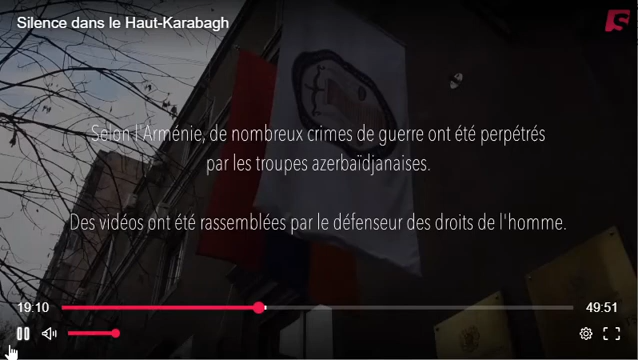 Silence dans le Haut-Karabagh
S
Selon l'Arménie, de nombreux crimes de guerre ont été perpétrés
par les troupes azerbaïdjanaises.
Des vidéos ont été rassemblées par le défenseur des droits de l'homme.
19:10
49:51